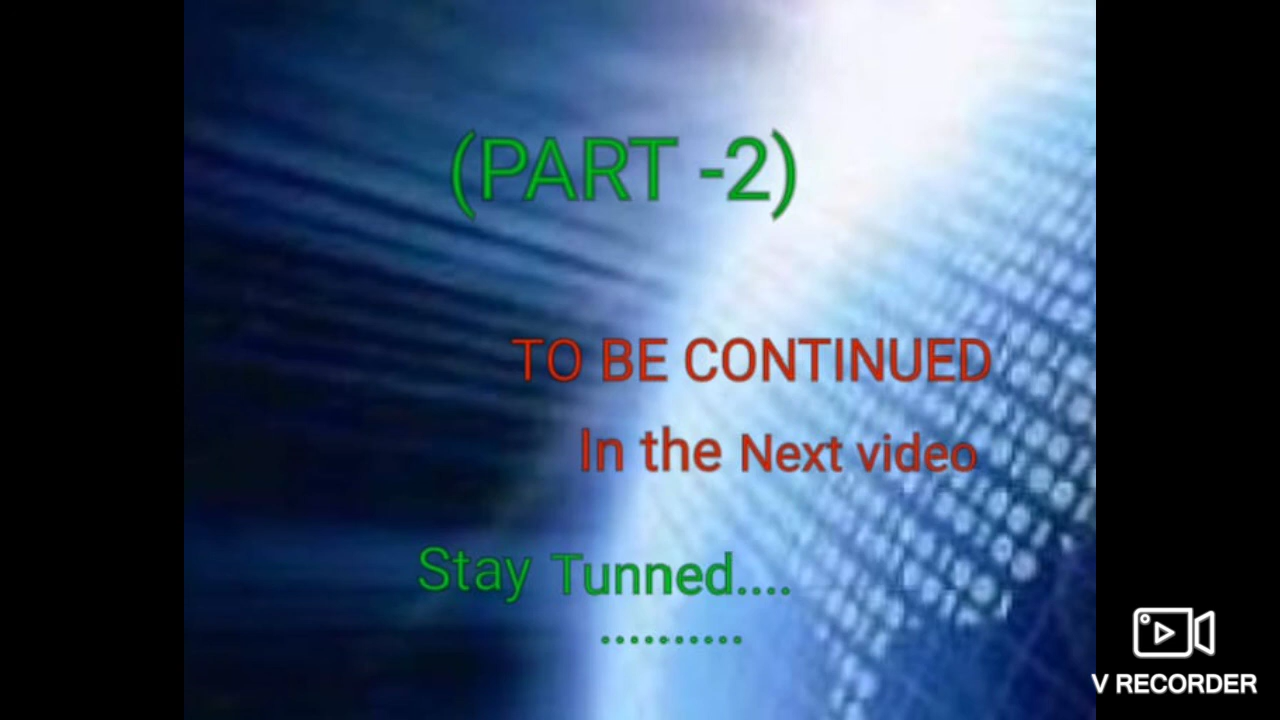 (PART -2)
TO BE CONTINUED
In the Next video
Stay Tunned....
..........
V RECORDER